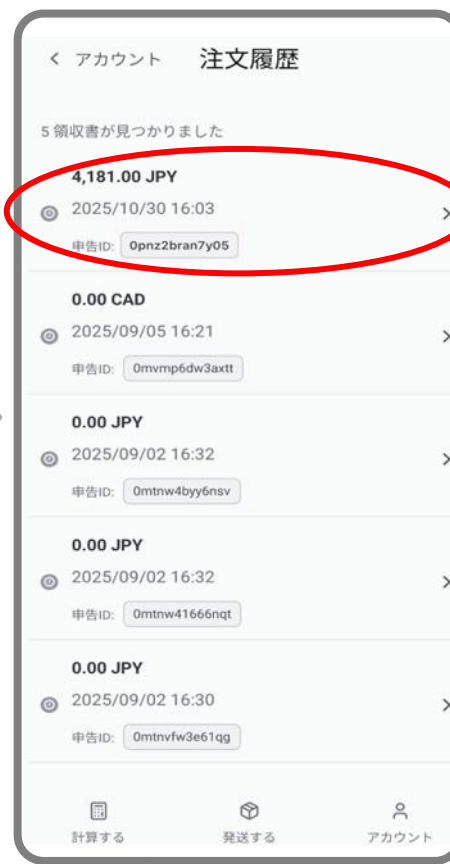 アカウント 注文履歴
5 領収書が見つかりました
4,181.00 JPY
2025/10/30 16:03
申告ID: 0pnz2bran7y05
0.00 CAD
2025/09/05 16:21
申告ID: 0mvmp6dw3axtt
0.00 JPY
2025/09/02 16:32
申告ID: 0mtnw4byy6nsv
0.00 JPY
2025/09/02 16:32
申告ID: 0mtnw41666nqt
0.00 JPY
2025/09/02 16:30
申告ID: 0mtnvfw3e61qg
計算する 発送する アカウント